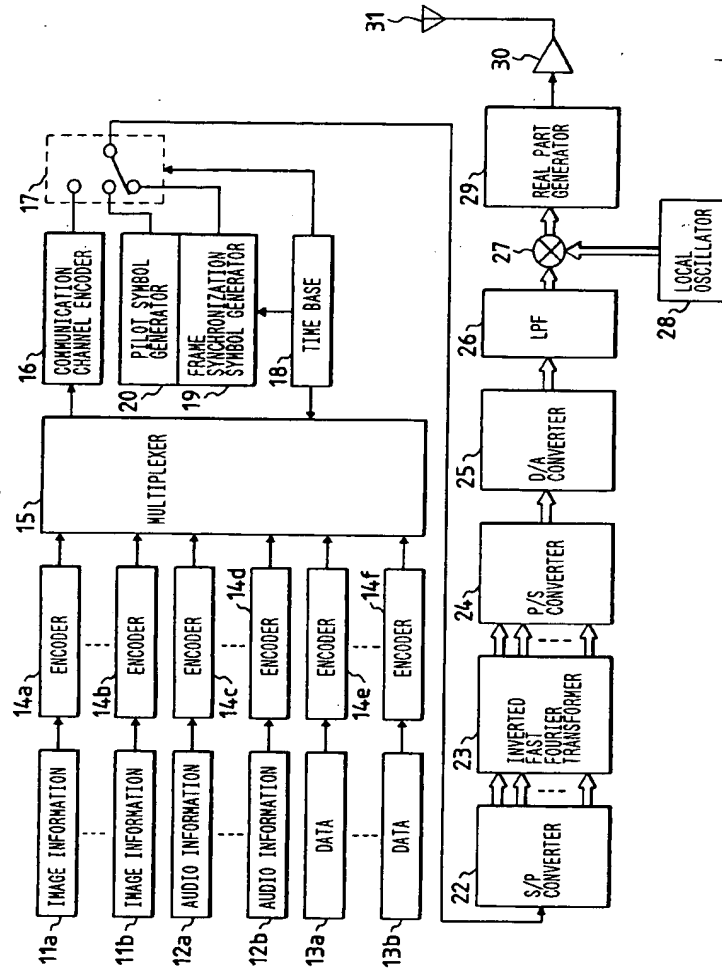 11a
IMAGE INFORMATION
14a
ENCODER
11b
IMAGE INFORMATION
14b
ENCODER
12a
AUDIO INFORMATION
14c
ENCODER
12b
AUDIO INFORMATION
14d
ENCODER
13a
DATA
14e
ENCODER
13b
DATA
14f
ENCODER
15
MULTIPLEXER
16
COMMUNICATION
CHANNEL ENCODER
17
20
PILOT SYMBOL
GENERATOR
19
FRAME
SYNCHRONIZATION
SYMBOL GENERATOR
18
TIME BASE
22
S/P
CONVERTER
23
INVERTED
FAST
FOURIER
TRANSFORMER
24
P/S CONVERTER
25
D/A
CONVERTER
26
LPF
27
28
LOCAL
OSCILLATOR
29
REAL PART
GENERATOR
30
31